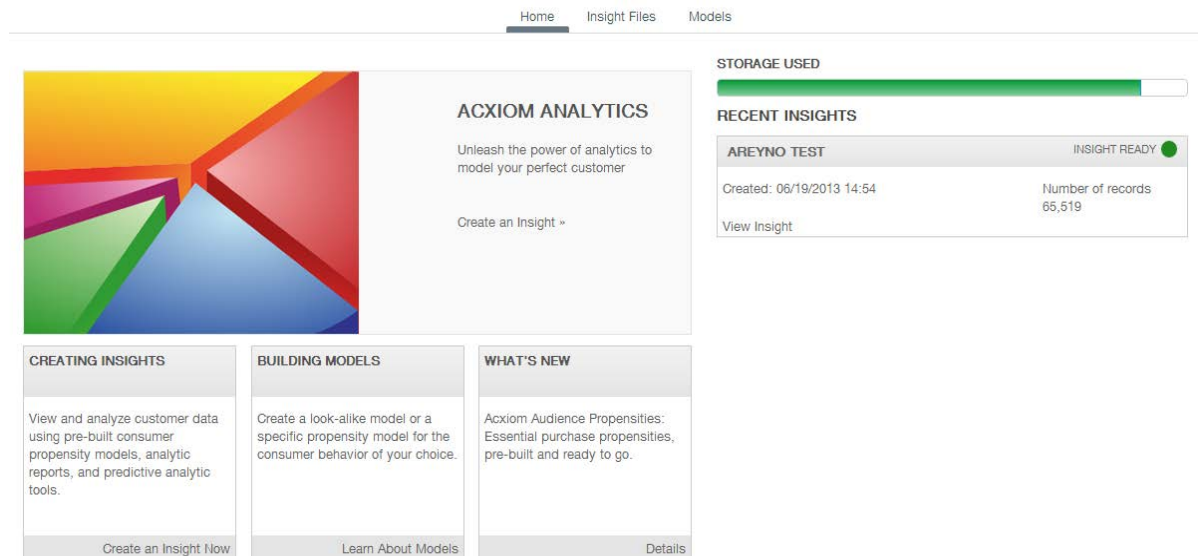 Home Insight Files Models
ACXIOM ANALYTICS
Unleash the power of analytics to
model your perfect customer
Create an Insight »
STORAGE USED
RECENT INSIGHTS
AREYNO TEST INSIGHT READY
Created: 06/19/2013 14:54 Number of records
65,519
View Insight
CREATING INSIGHTS
View and analyze customer data
using pre-built consumer
propensity models, analytic
reports, and predictive analytic
tools.
Create an Insight Now
BUILDING MODELS
Create a look-alike model or a
specific propensity model for the
consumer behavior of your choice.
Learn About Models
WHAT'S NEW
Acxiom Audience Propensities:
Essential purchase propensities,
pre-built and ready to go.
Details